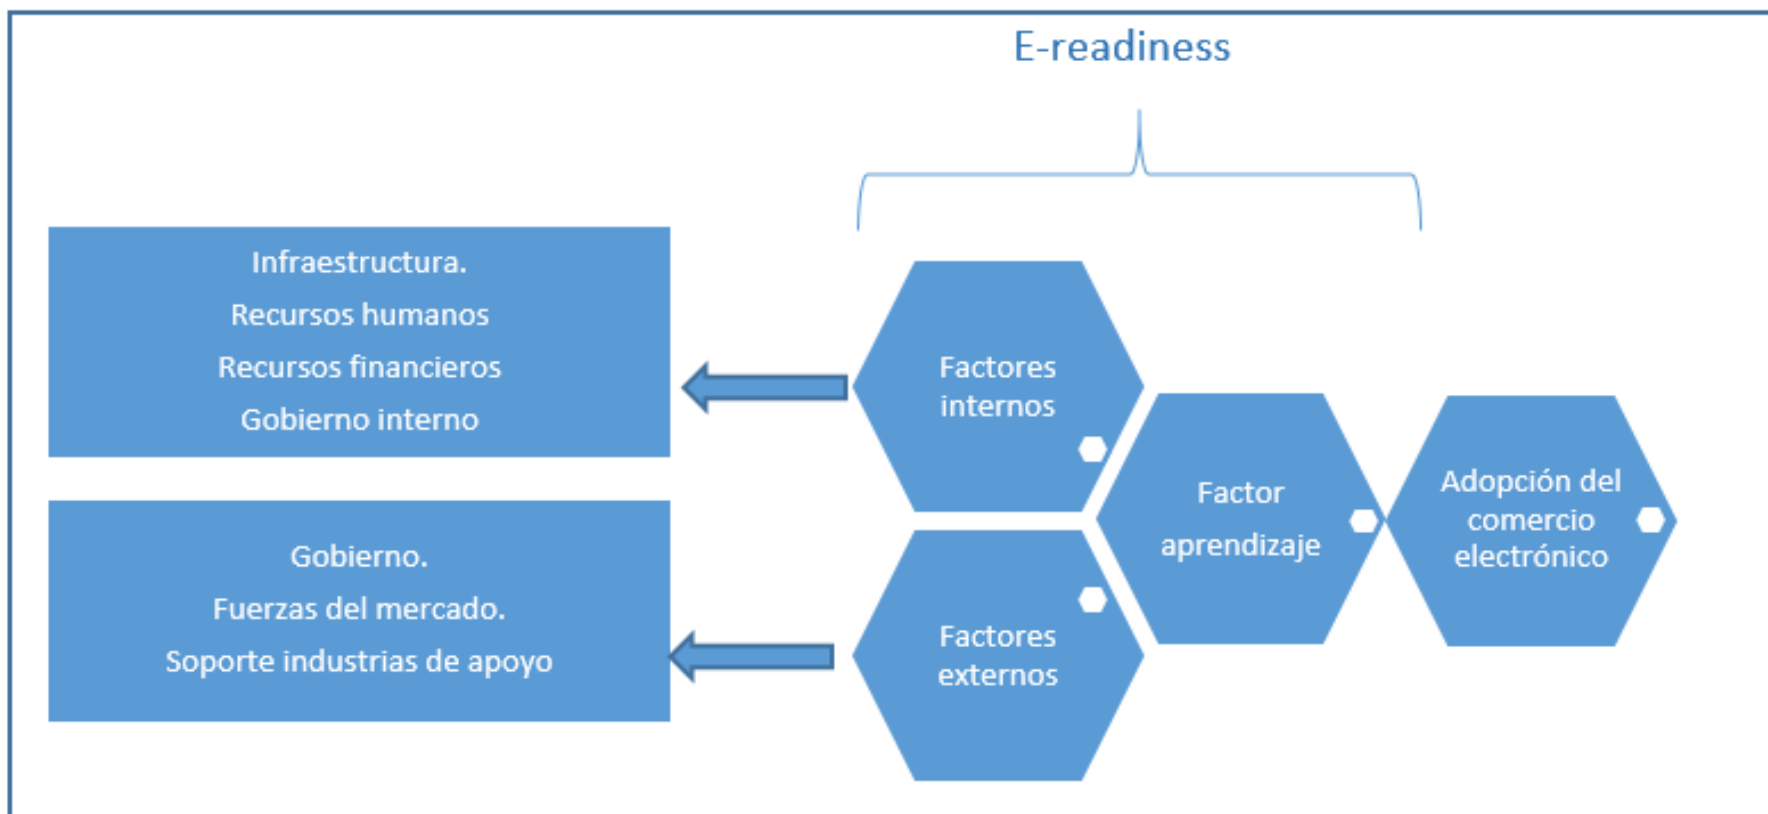 E-readiness
Infraestructura.
Recursos humanos
Recursos financieros
Gobierno interno
Factores
internos
Gobierno.
Fuerzas del mercado.
Soporte industrias de apoyo
Factores
externos
Factor
aprendizaje
Adopción del
comercio
electrónico